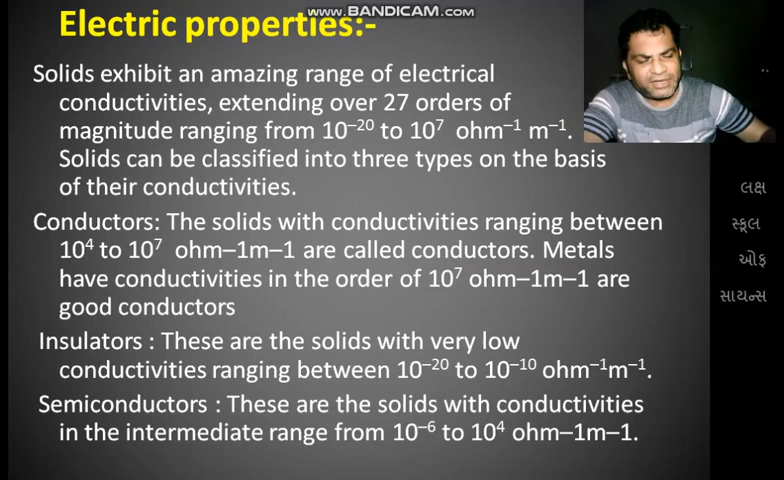 www.BANDICAM.com
Electric properties:-
Solids exhibit an amazing range of electrical
conductivities, extending over 27 orders of
magnitude ranging from 10⁻²⁰ to 10⁷ ohm⁻¹ m⁻¹.
Solids can be classified into three types on the basis
of their conductivities.
Conductors: The solids with conductivities ranging between
10⁴ to 10⁷ ohm–1m–1 are called conductors. Metals
have conductivities in the order of 10⁷ ohm–1m–1 are
good conductors
Insulators : These are the solids with very low
conductivities ranging between 10⁻²⁰ to 10⁻¹⁰ ohm⁻¹m⁻¹.
Semiconductors : These are the solids with conductivities
in the intermediate range from 10⁻⁶ to 10⁴ ohm–1m–1.
લક્ષ
સ્કૂલ
ઓફ
સાયન્સ